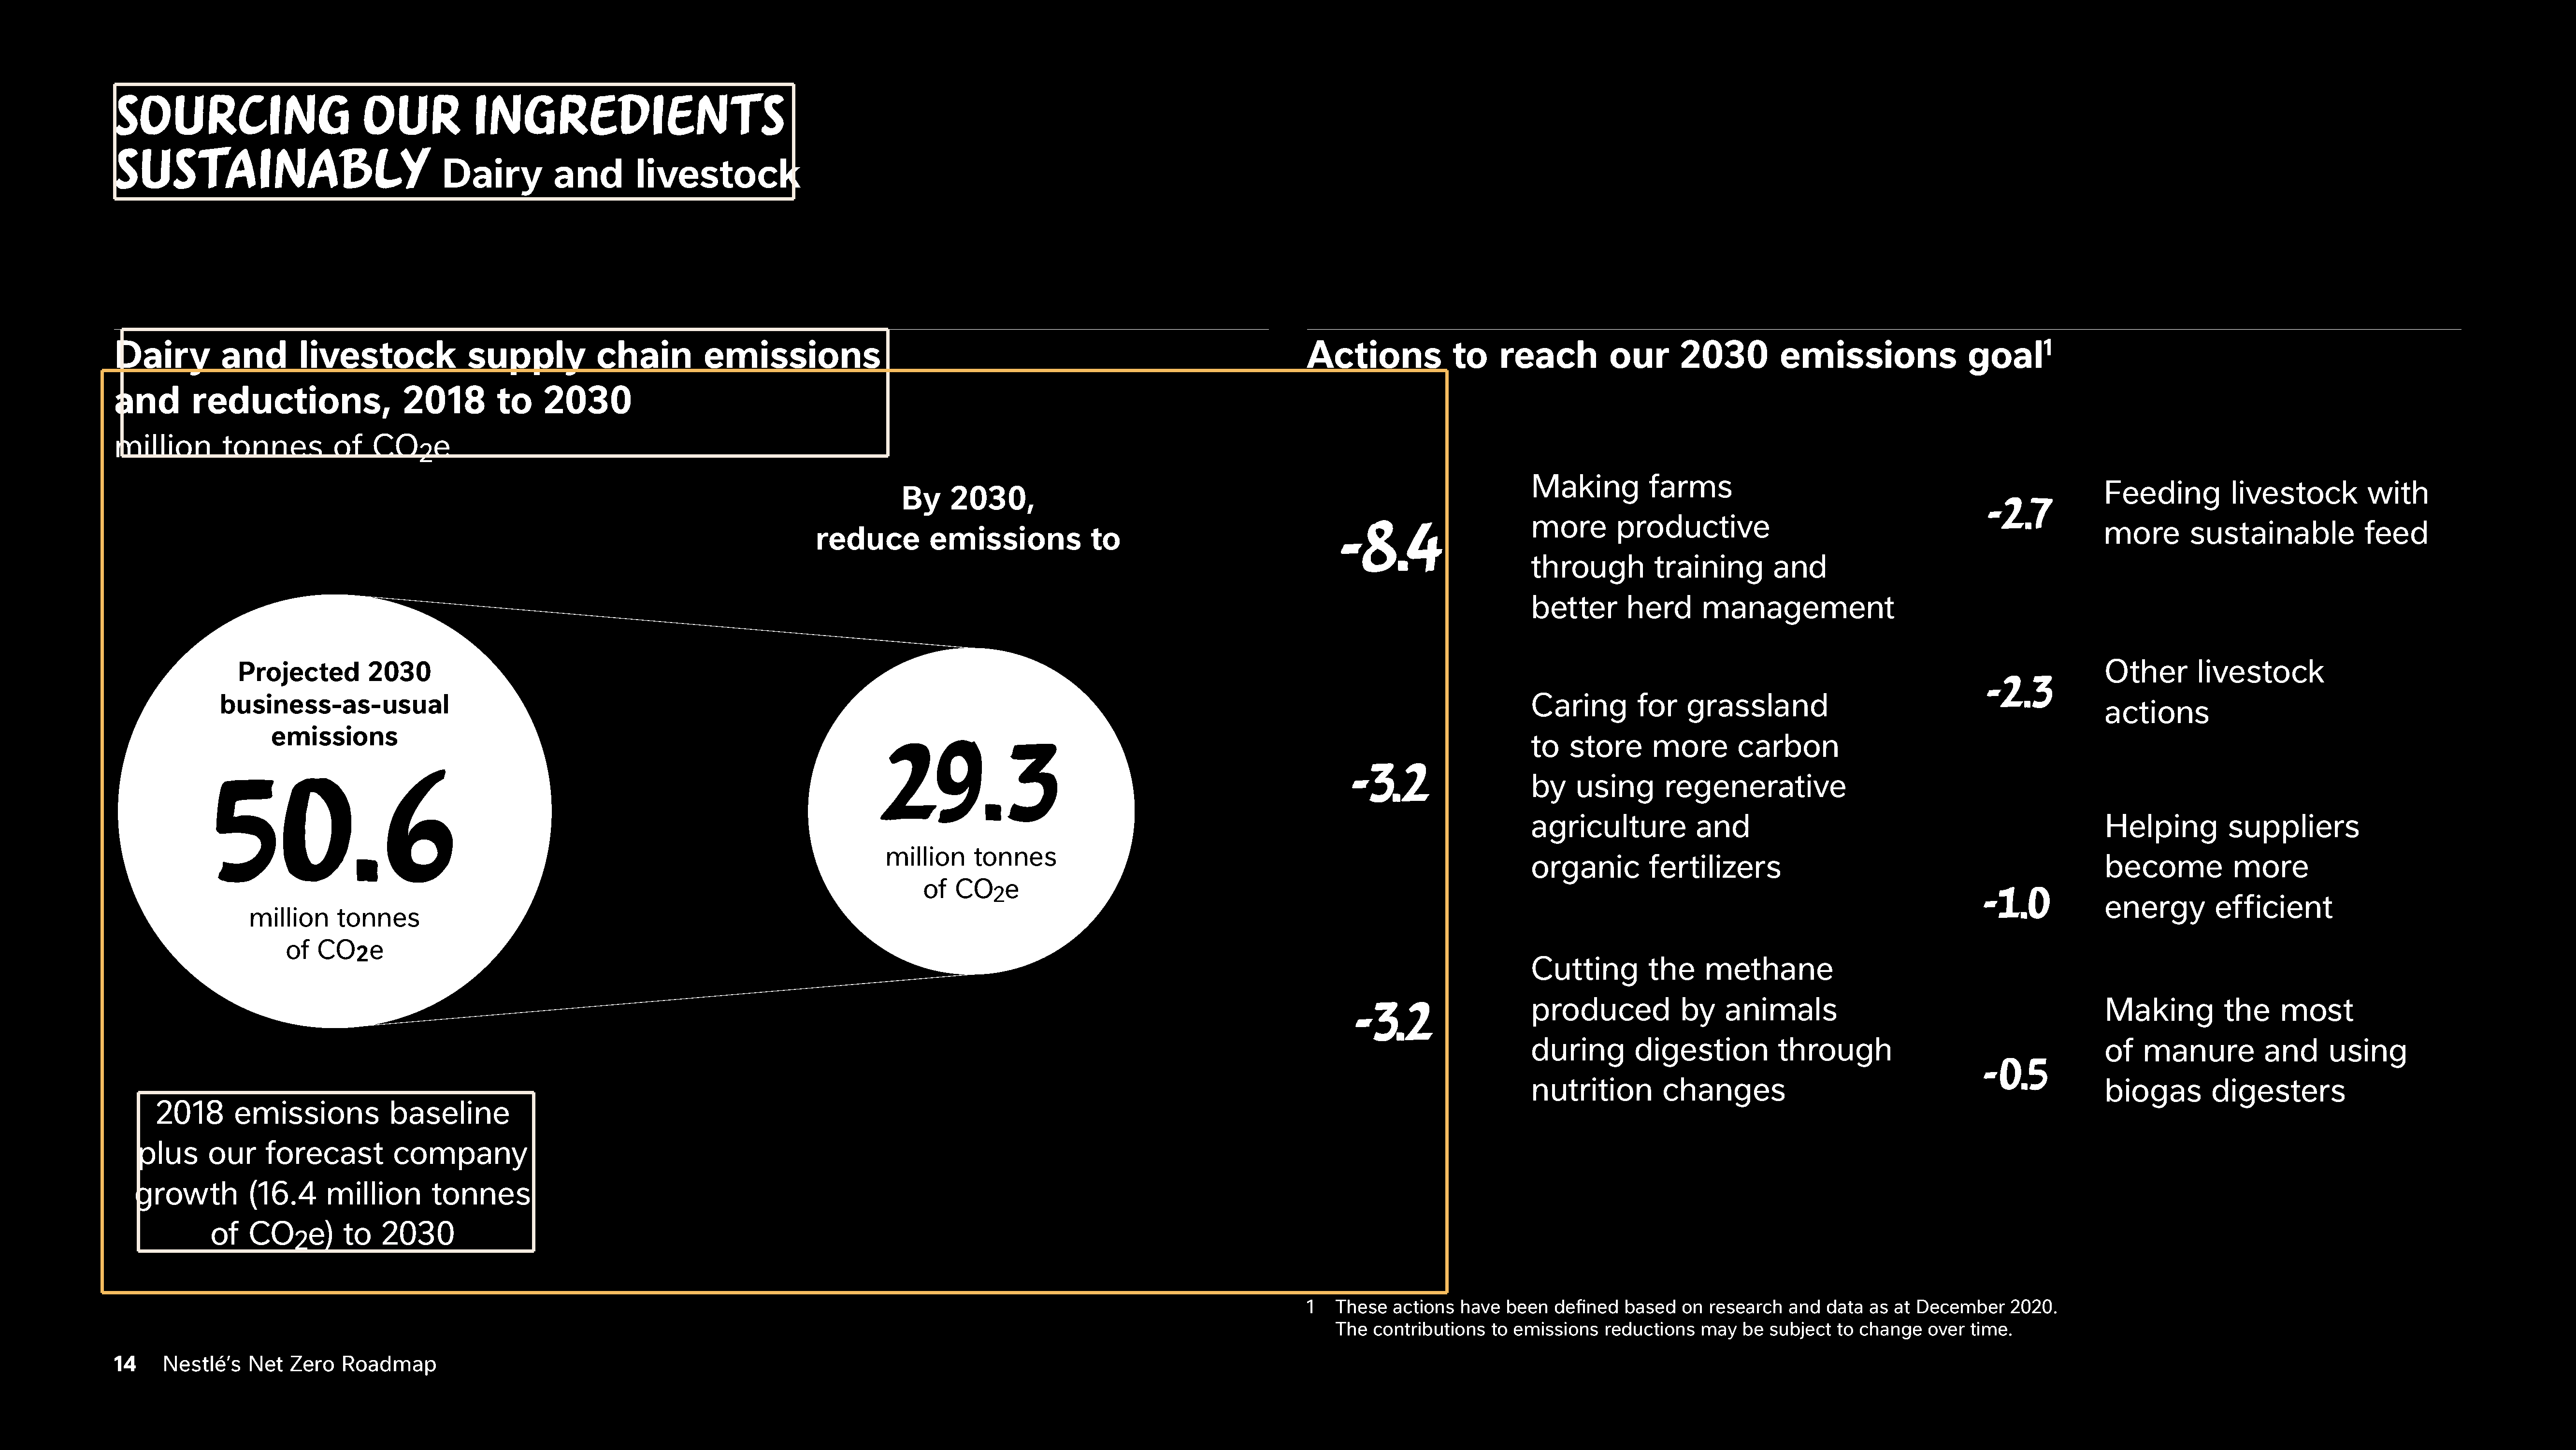 SOURCING OUR INGREDIENTS
SUSTAINABLY Dairy and livestock
Dairy and livestock supply chain emissions
and reductions, 2018 to 2030
million tonnes of CO2e
Projected 2030
business-as-usual
emissions
50.6
million tonnes
of CO2e
2018 emissions baseline
plus our forecast company
growth (16.4 million tonnes
of CO2e) to 2030
By 2030,
reduce emissions to
29.3
million tonnes
of CO2e
Actions to reach our 2030 emissions goal¹
-8.4
Making farms
more productive
through training and
better herd management
-3.2
Caring for grassland
to store more carbon
by using regenerative
agriculture and
organic fertilizers
-3.2
Cutting the methane
produced by animals
during digestion through
nutrition changes
-2.7
Feeding livestock with
more sustainable feed
-2.3
Other livestock
actions
-1.0
Helping suppliers
become more
energy efficient
-0.5
Making the most
of manure and using
biogas digesters
1 These actions have been defined based on research and data as at December 2020.
The contributions to emissions reductions may be subject to change over time.
14 Nestlé’s Net Zero Roadmap